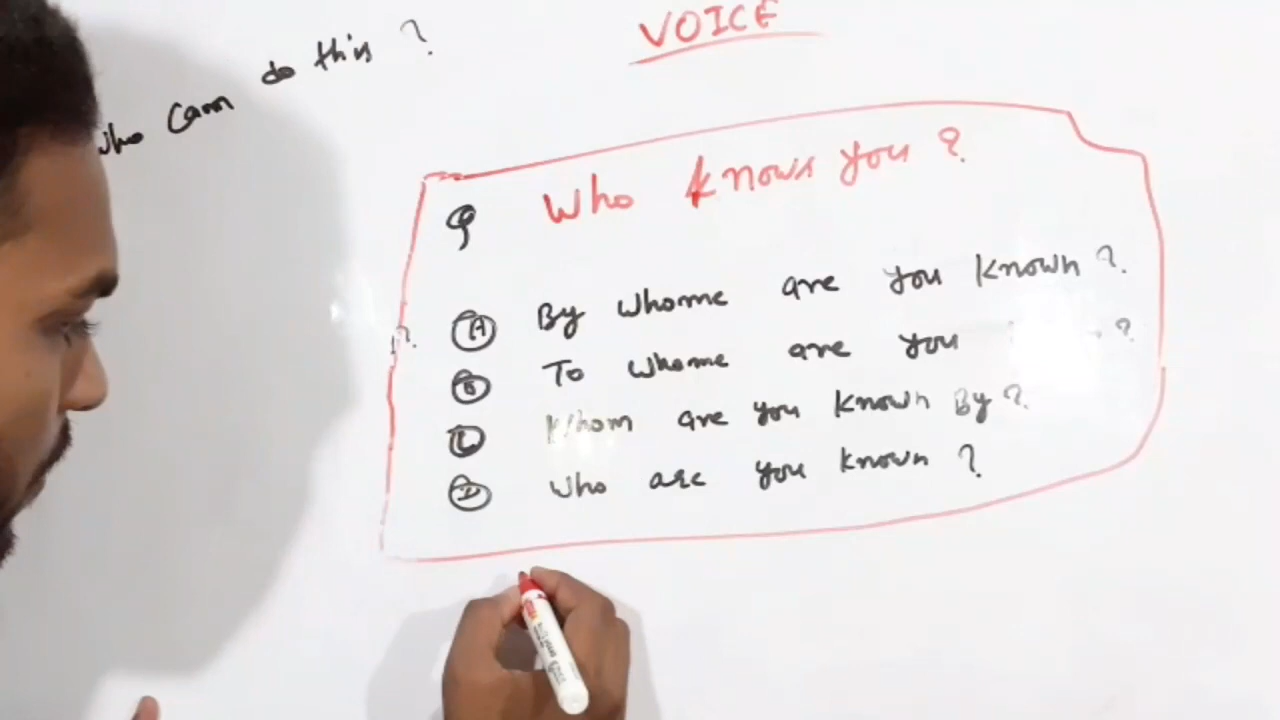 VOICE
Who Cann do this ?
Q Who knows you ?
A By whome are you known ?
B To whome are you ?
C Whom are you known By ?
D Who are you known ?